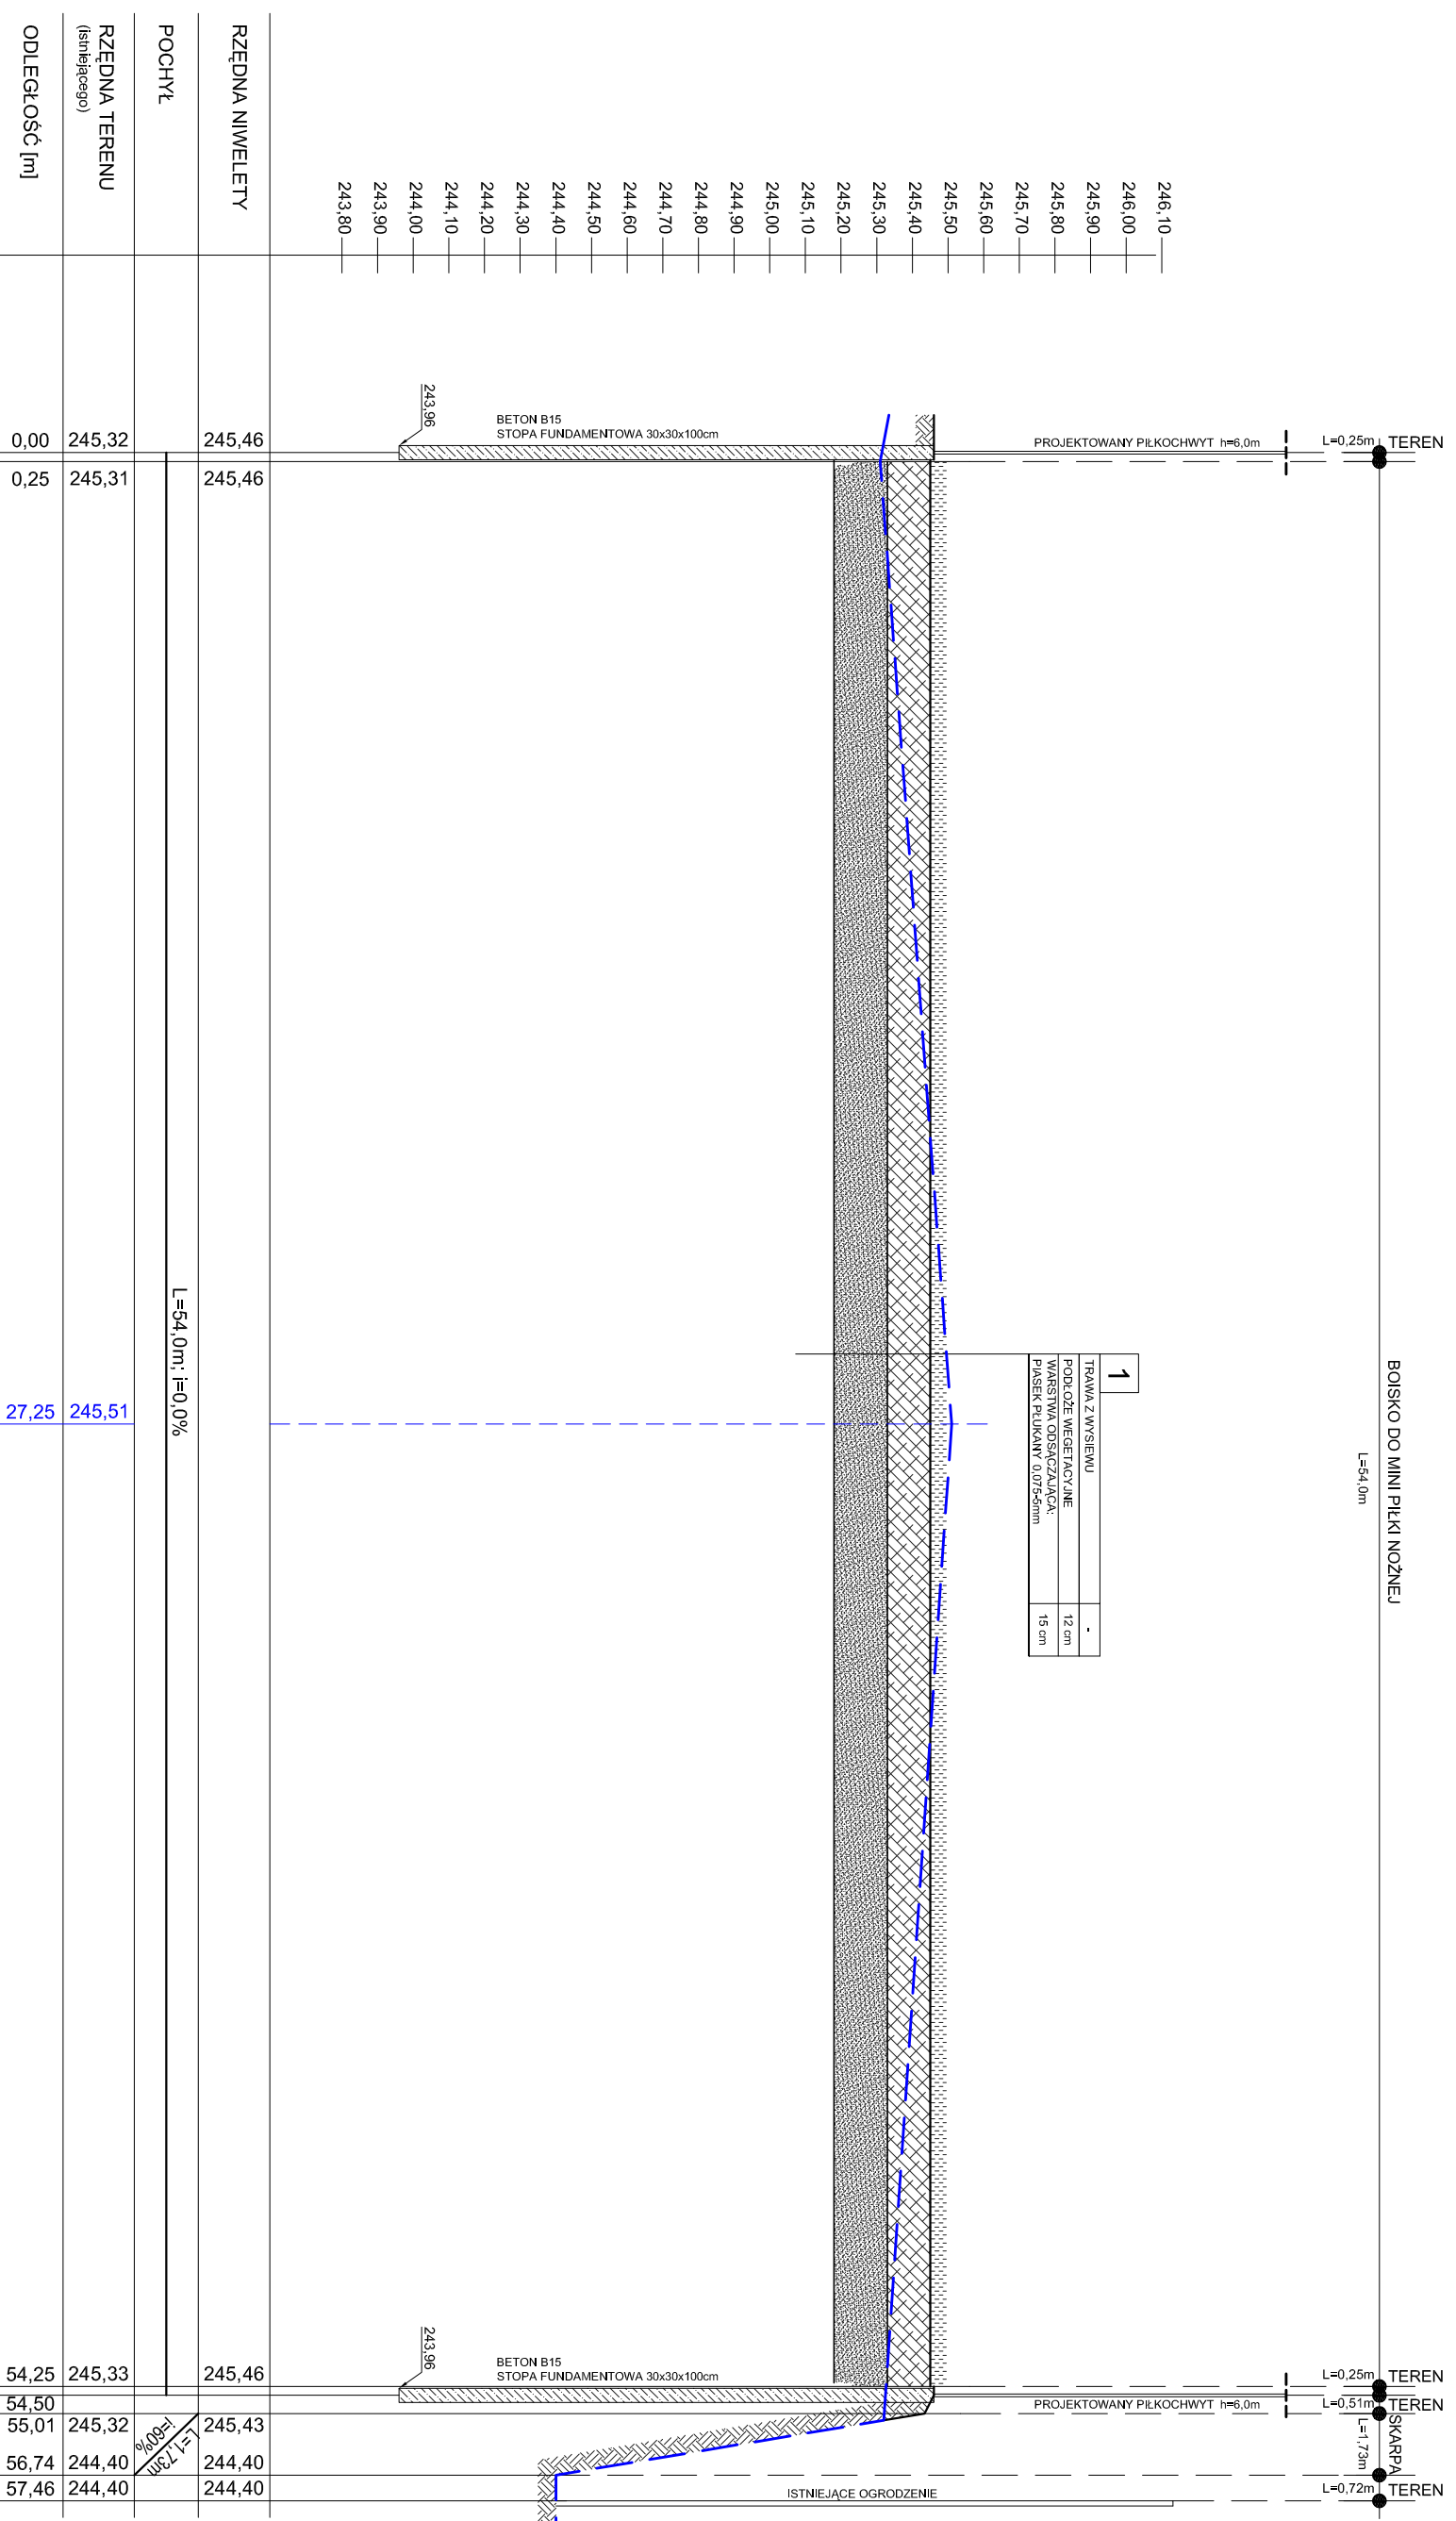 BOISKO DO MINI PIŁKI NOŻNEJ
L=54,0m
TEREN
L=0,25m
TEREN
L=0,25m
TEREN
L=0,51m
SKARPA
L=1,73m
TEREN
L=0,72m
246,10
246,00
245,90
245,80
245,70
245,60
245,50
245,40
245,30
245,20
245,10
245,00
244,90
244,80
244,70
244,60
244,50
244,40
244,30
244,20
244,10
244,00
243,90
243,80
1
TRAWA Z WYSIEWU -
PODŁOŻE WEGETACYJNE 12 cm
WARSTWA ODSĄCZAJĄCA:
PIASEK PŁUKANY 0,075-5mm 15 cm
PROJEKTOWANY PIŁKOCHWYT h=6,0m
PROJEKTOWANY PIŁKOCHWYT h=6,0m
ISTNIEJĄCE OGRODZENIE
BETON B15
STOPA FUNDAMENTOWA 30x30x100cm
243,96
BETON B15
STOPA FUNDAMENTOWA 30x30x100cm
243,96
RZĘDNA NIWELETY
245,46
245,46
245,46
245,43
244,40
244,40
POCHYŁ
L=54,0m; i=0,0%
L=1,73m
i=60%
RZĘDNA TERENU
(istniejącego)
245,32
245,31
245,51
245,33
245,32
244,40
244,40
ODLEGŁOŚĆ [m]
0,00
0,25
27,25
54,25
54,50
55,01
56,74
57,46